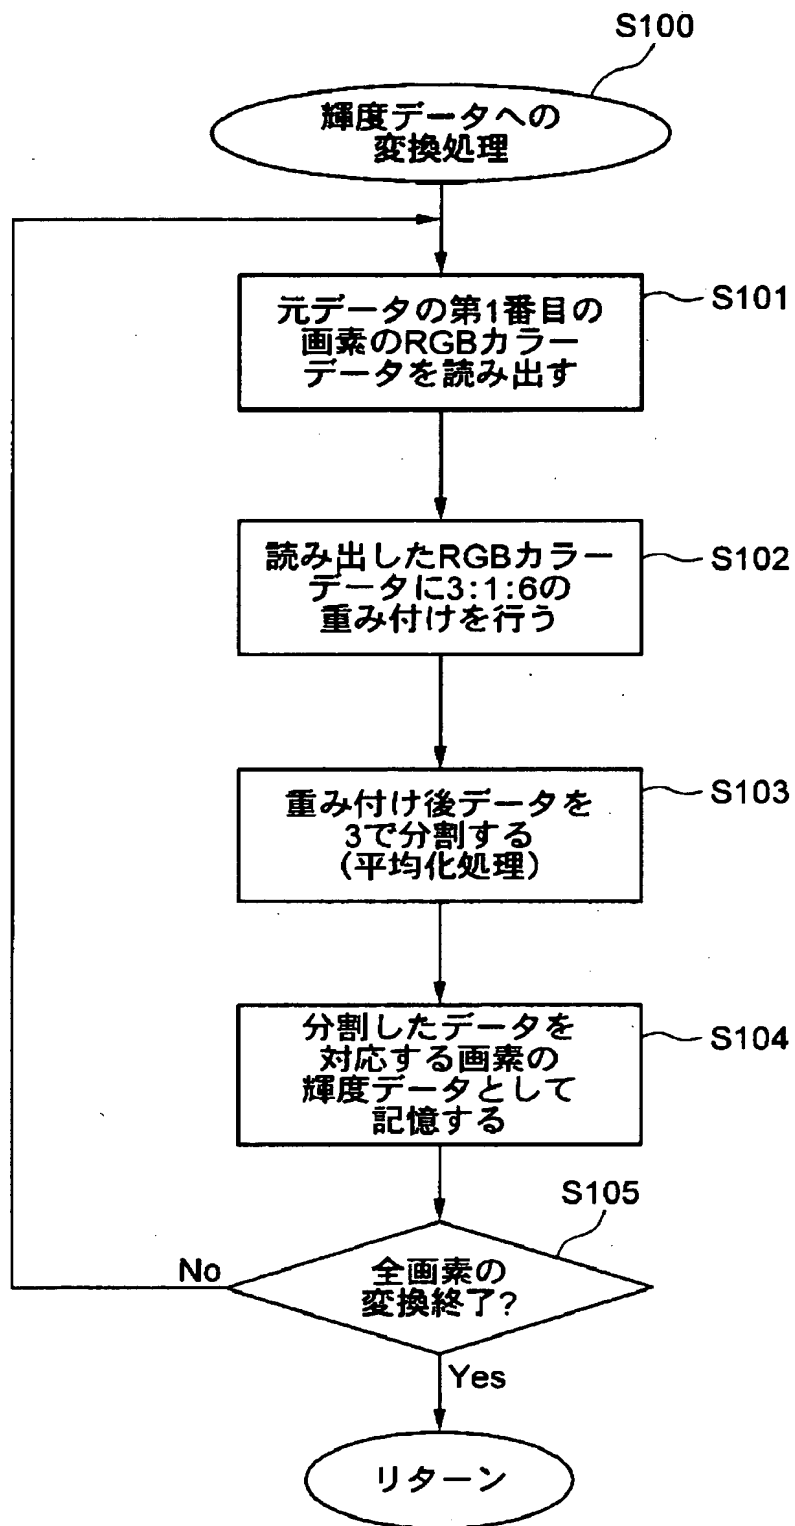 S100
輝度データへの
変換処理
元データの第1番目の
画素のRGBカラー
データを読み出す
S101
読み出したRGBカラー
データに3:1:6の
重み付けを行う
S102
重み付け後データを
3で分割する
(平均化処理)
S103
分割したデータを
対応する画素の
輝度データとして
記憶する
S104
S105
No
全画素の
変換終了?
Yes
リターン